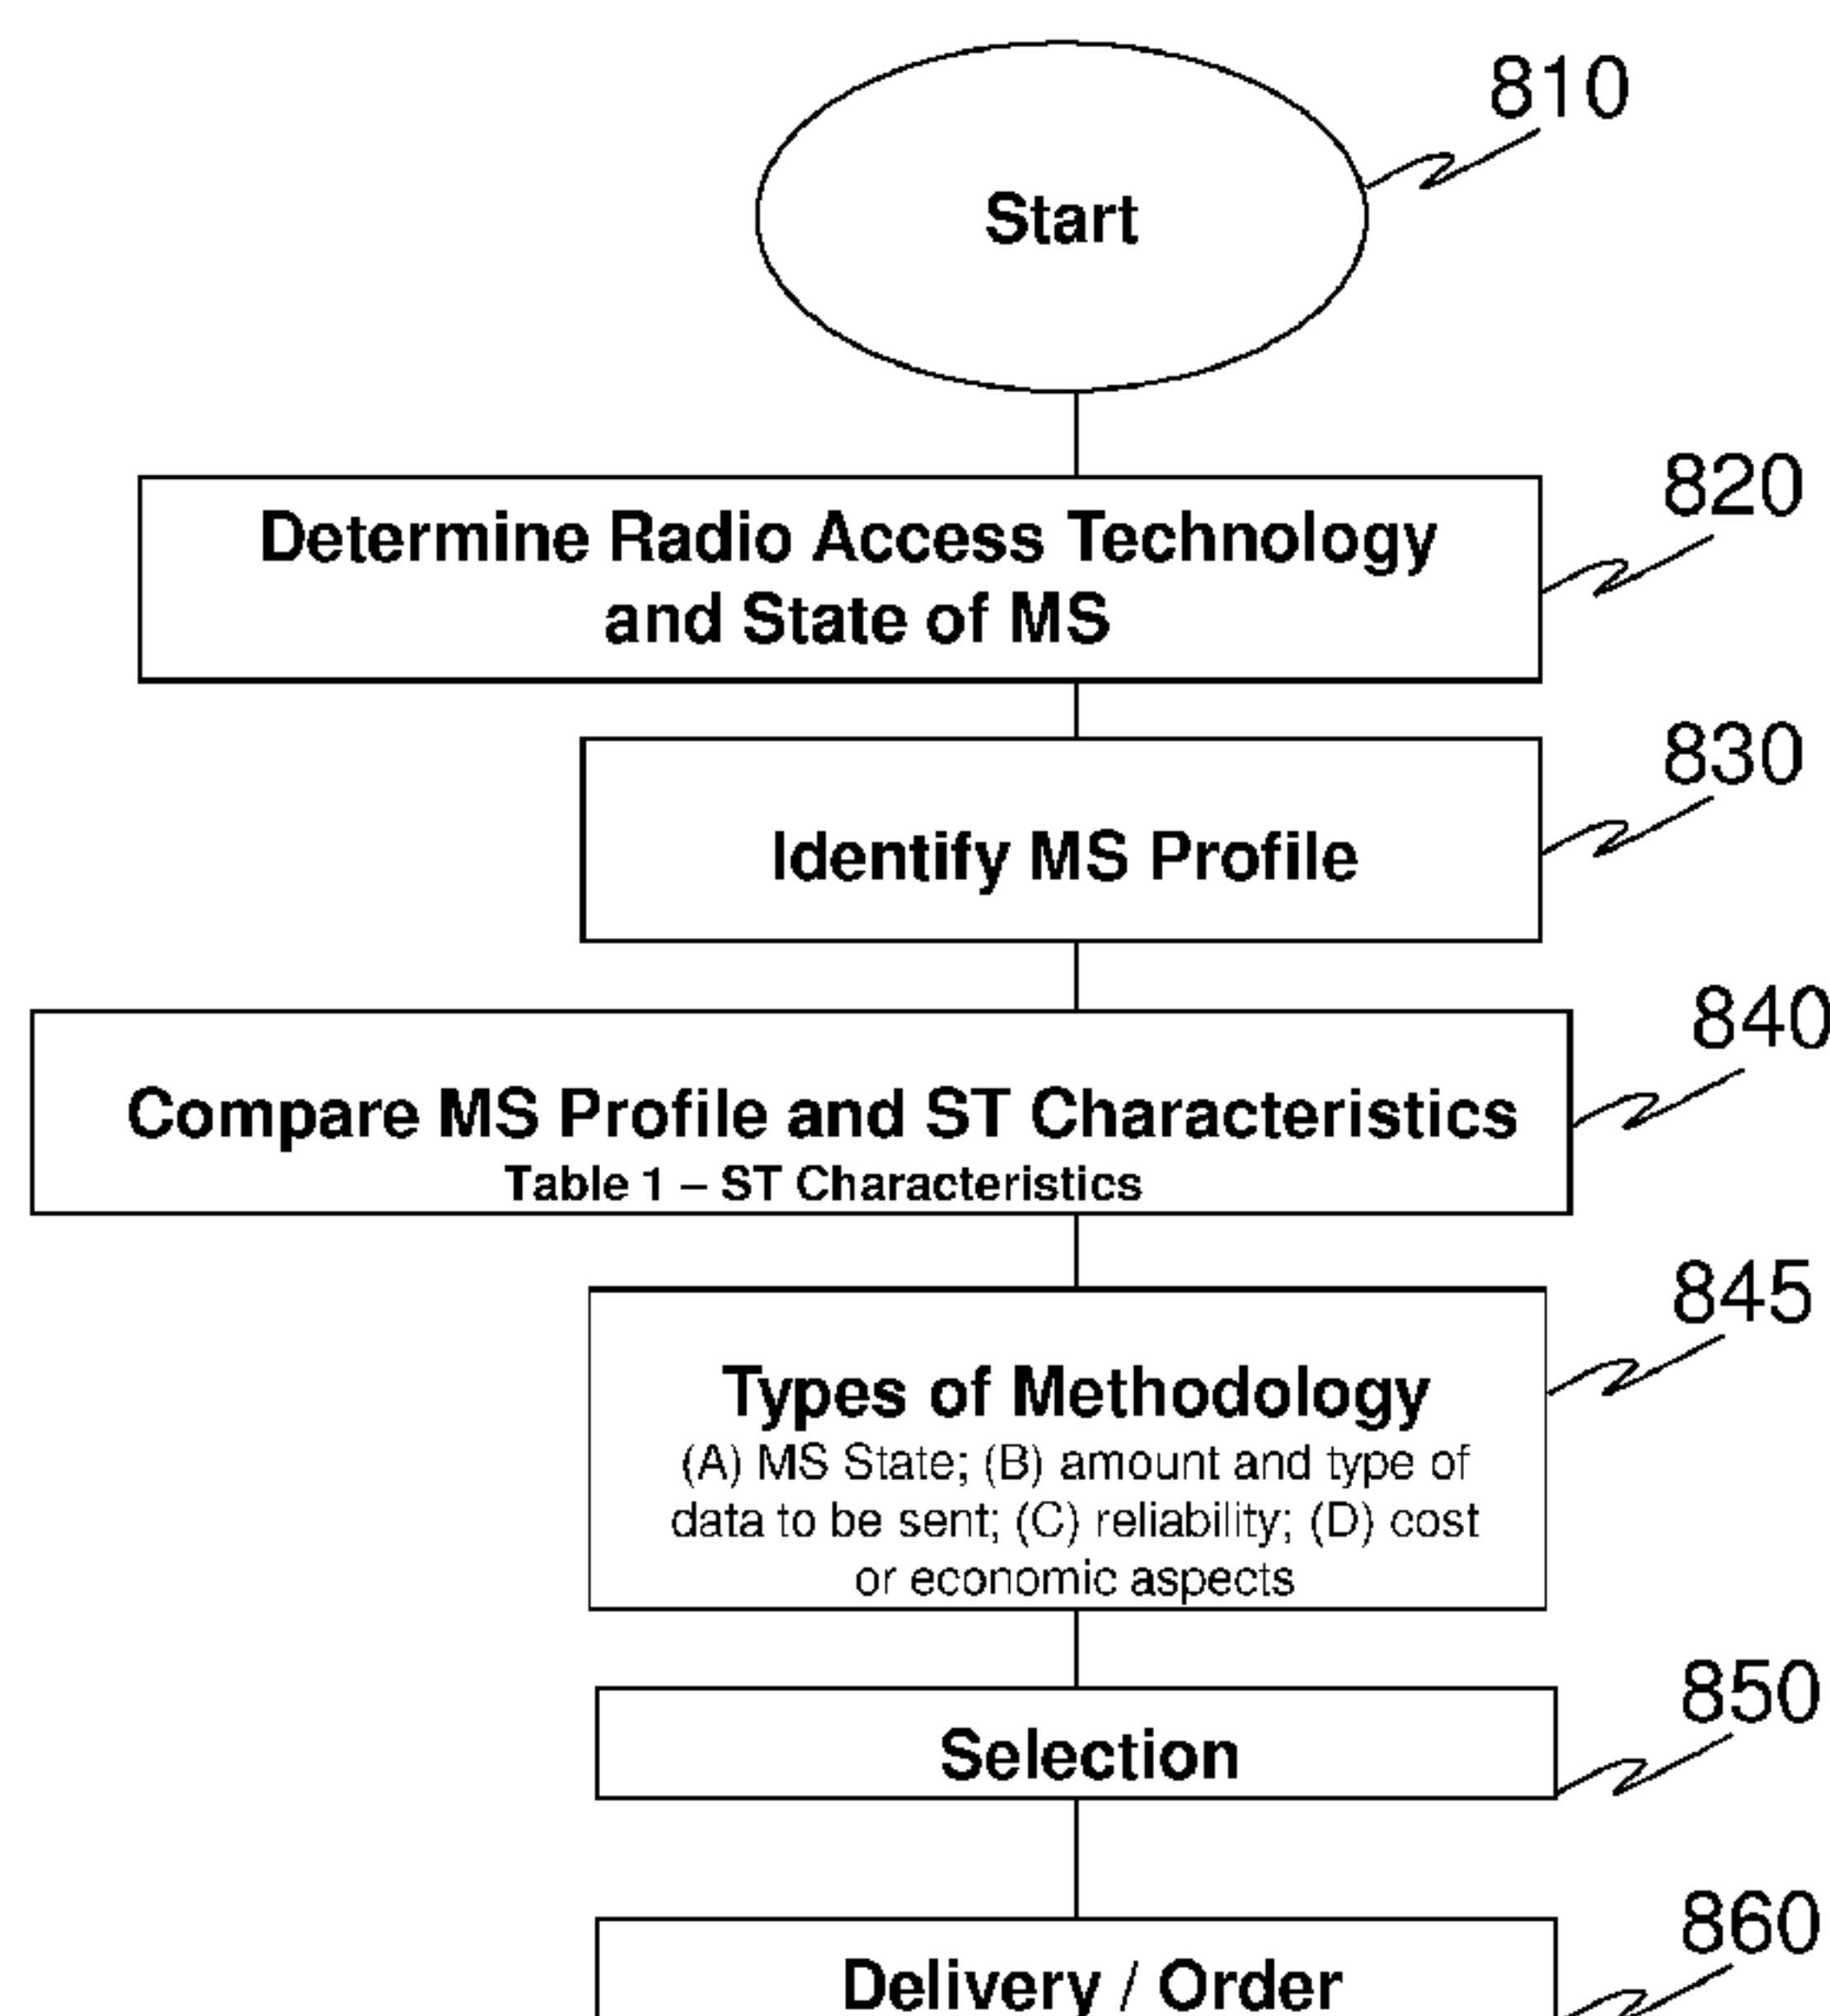 810
Start
820
Determine Radio Access Technology
and State of MS
830
Identify MS Profile
840
Compare MS Profile and ST Characteristics
Table 1 – ST Characteristics
845
Types of Methodology
(A) MS State; (B) amount and type of
data to be sent; (C) reliability; (D) cost
or economic aspects
850
Selection
860
Delivery / Order